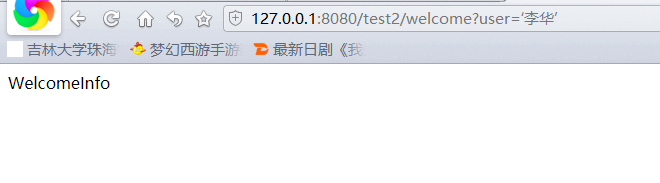 127.0.0.1:8080/test2/welcome?user='李华'
吉林大学珠海 梦幻西游手游 最新日剧《我
WelcomeInfo